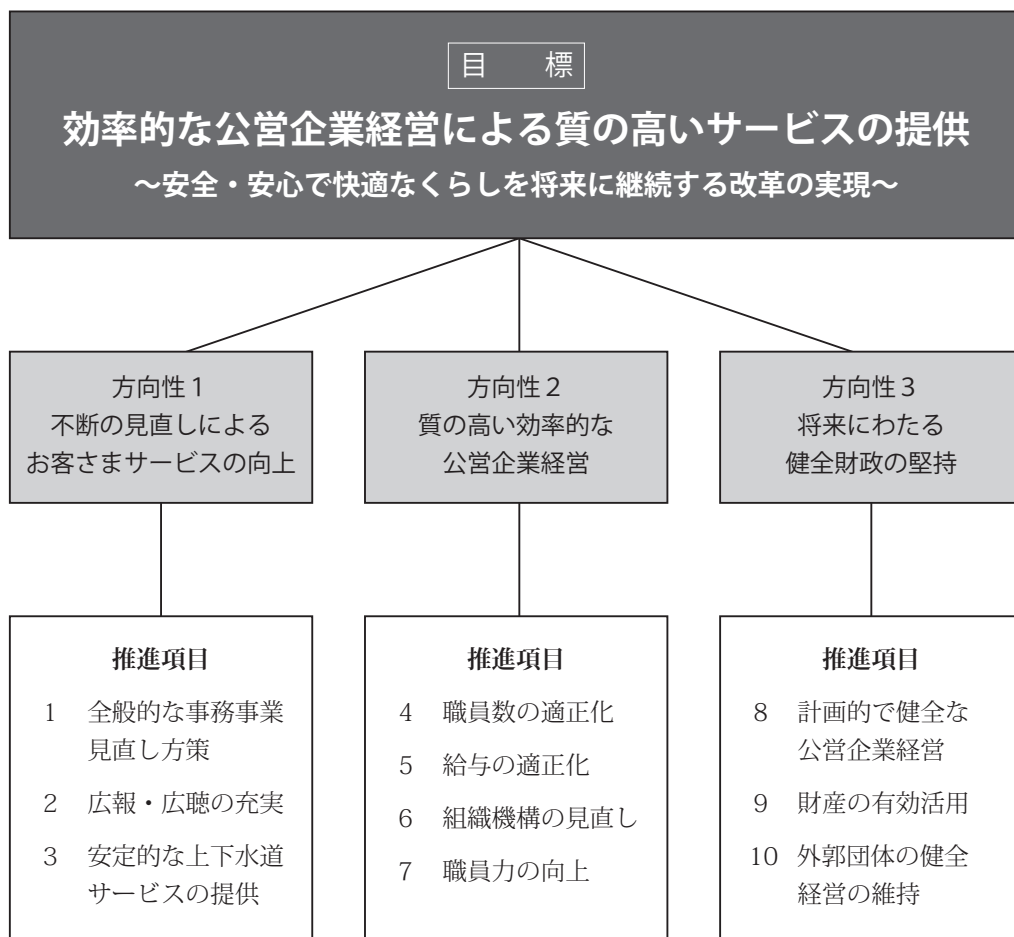 目　標
効率的な公営企業経営による質の高いサービスの提供
～安全・安心で快適なくらしを将来に継続する改革の実現～
方向性１
不断の見直しによる
お客さまサービスの向上
方向性２
質の高い効率的な
公営企業経営
方向性３
将来にわたる
健全財政の堅持
推進項目
1　全般的な事務事業
見直し方策
2　広報・広聴の充実
3　安定的な上下水道
サービスの提供
推進項目
4　職員数の適正化
5　給与の適正化
6　組織機構の見直し
7　職員力の向上
推進項目
8　計画的で健全な
公営企業経営
9　財産の有効活用
10　外郭団体の健全
経営の維持